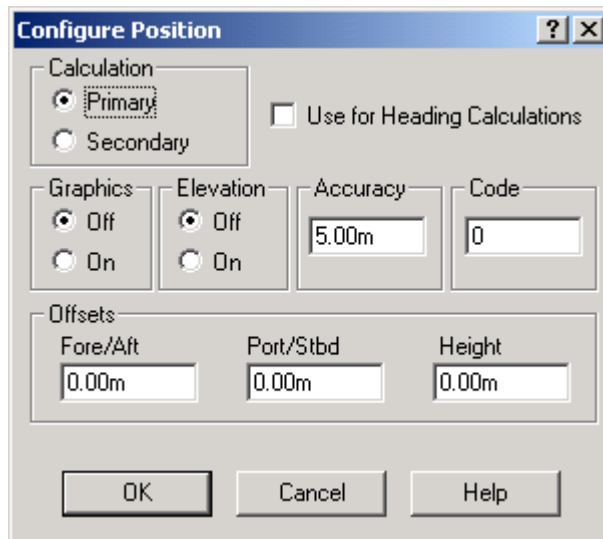 Configure Position
Calculation
Primary
Secondary
Use for Heading Calculations
Graphics
Off
On
Elevation
Off
On
Accuracy
5.00m
Code
0
Offsets
Fore/Aft
Port/Stbd
Height
0.00m
0.00m
0.00m
OK
Cancel
Help